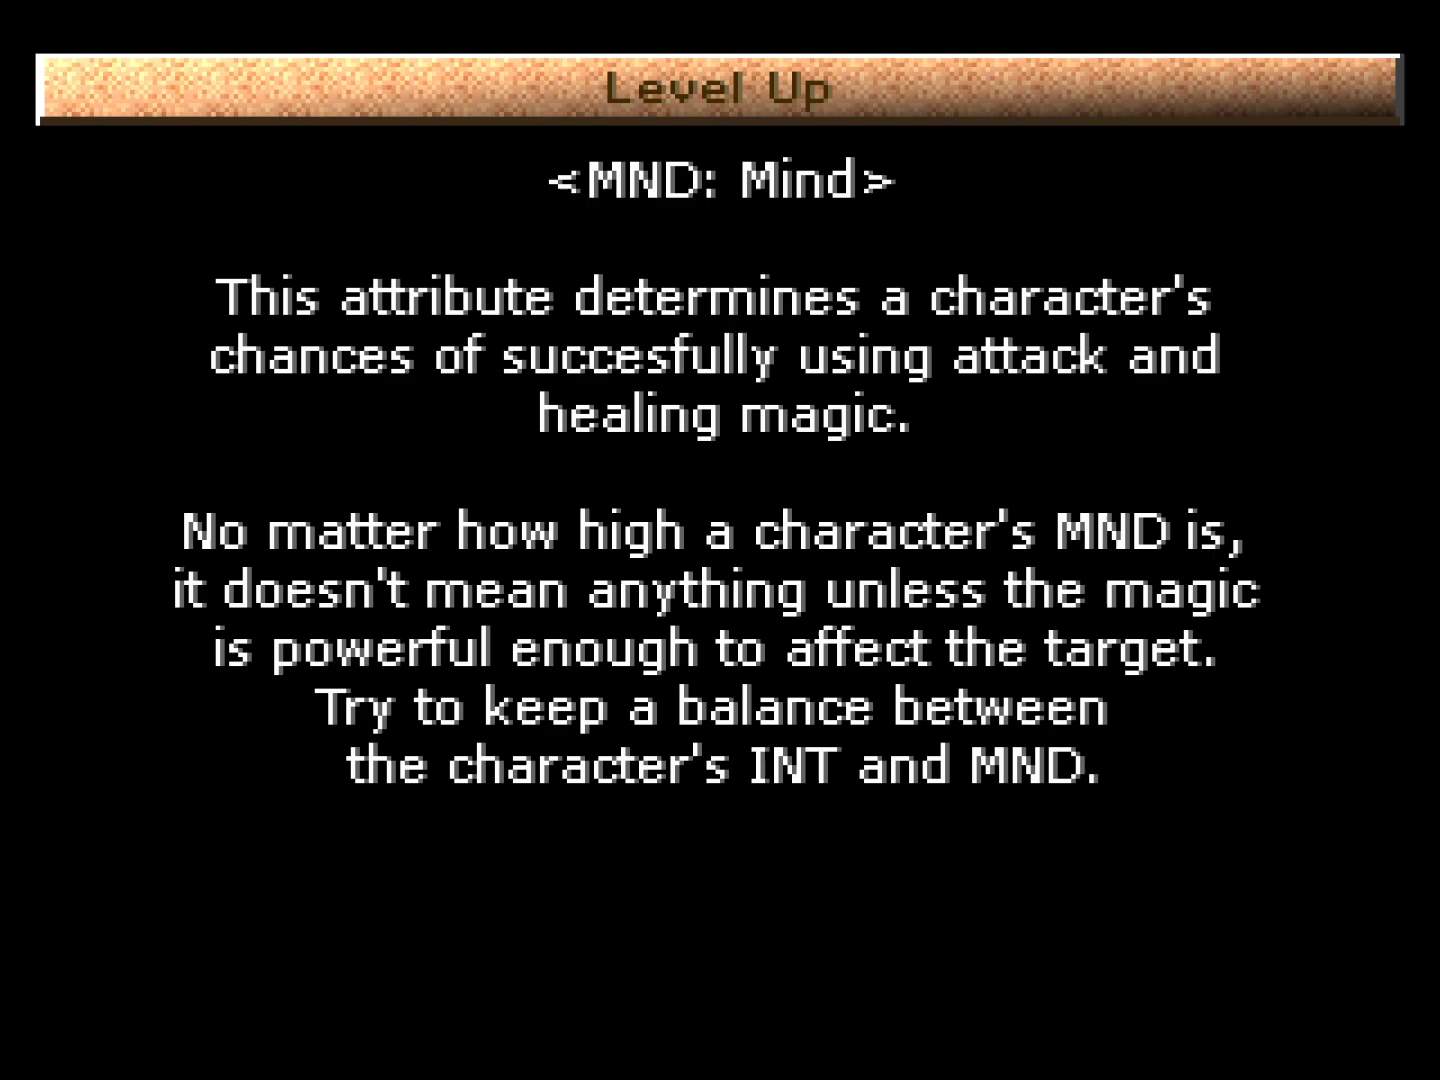 Level Up
<MND: Mind>
This attribute determines a character's
chances of succesfully using attack and
healing magic.
No matter how high a character's MND is,
it doesn't mean anything unless the magic
is powerful enough to affect the target.
Try to keep a balance between
the character's INT and MND.